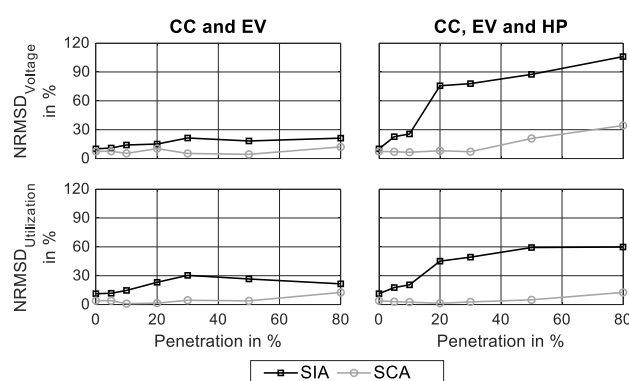 CC and EV
CC, EV and HP
NRMSD Voltage
in %
120
90
60
30
0
NRMSD Utilization
in %
120
90
60
30
0
0 20 40 60 80
0 20 40 60 80
Penetration in %
Penetration in %
SIA SCA